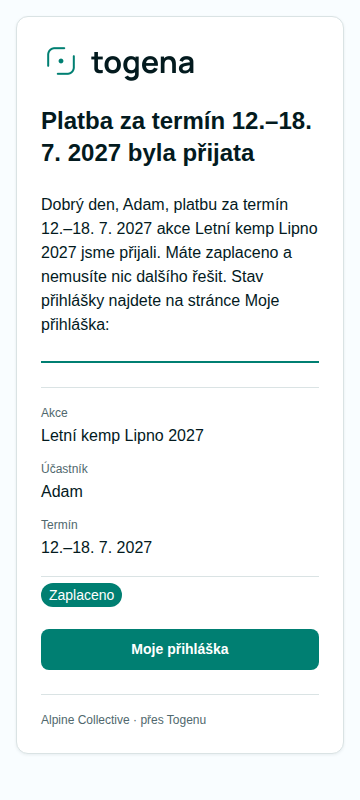 togena
Platba za termín 12.–18.
7. 2027 byla přijata
Dobrý den, Adam, platbu za termín
12.–18. 7. 2027 akce Letní kemp Lipno
2027 jsme přijali. Máte zaplaceno a
nemusíte nic dalšího řešit. Stav
přihlášky najdete na stránce Moje
přihláška:
Akce
Letní kemp Lipno 2027
Účastník
Adam
Termín
12.–18. 7. 2027
Zaplaceno
Moje přihláška
Alpine Collective · přes Togenu